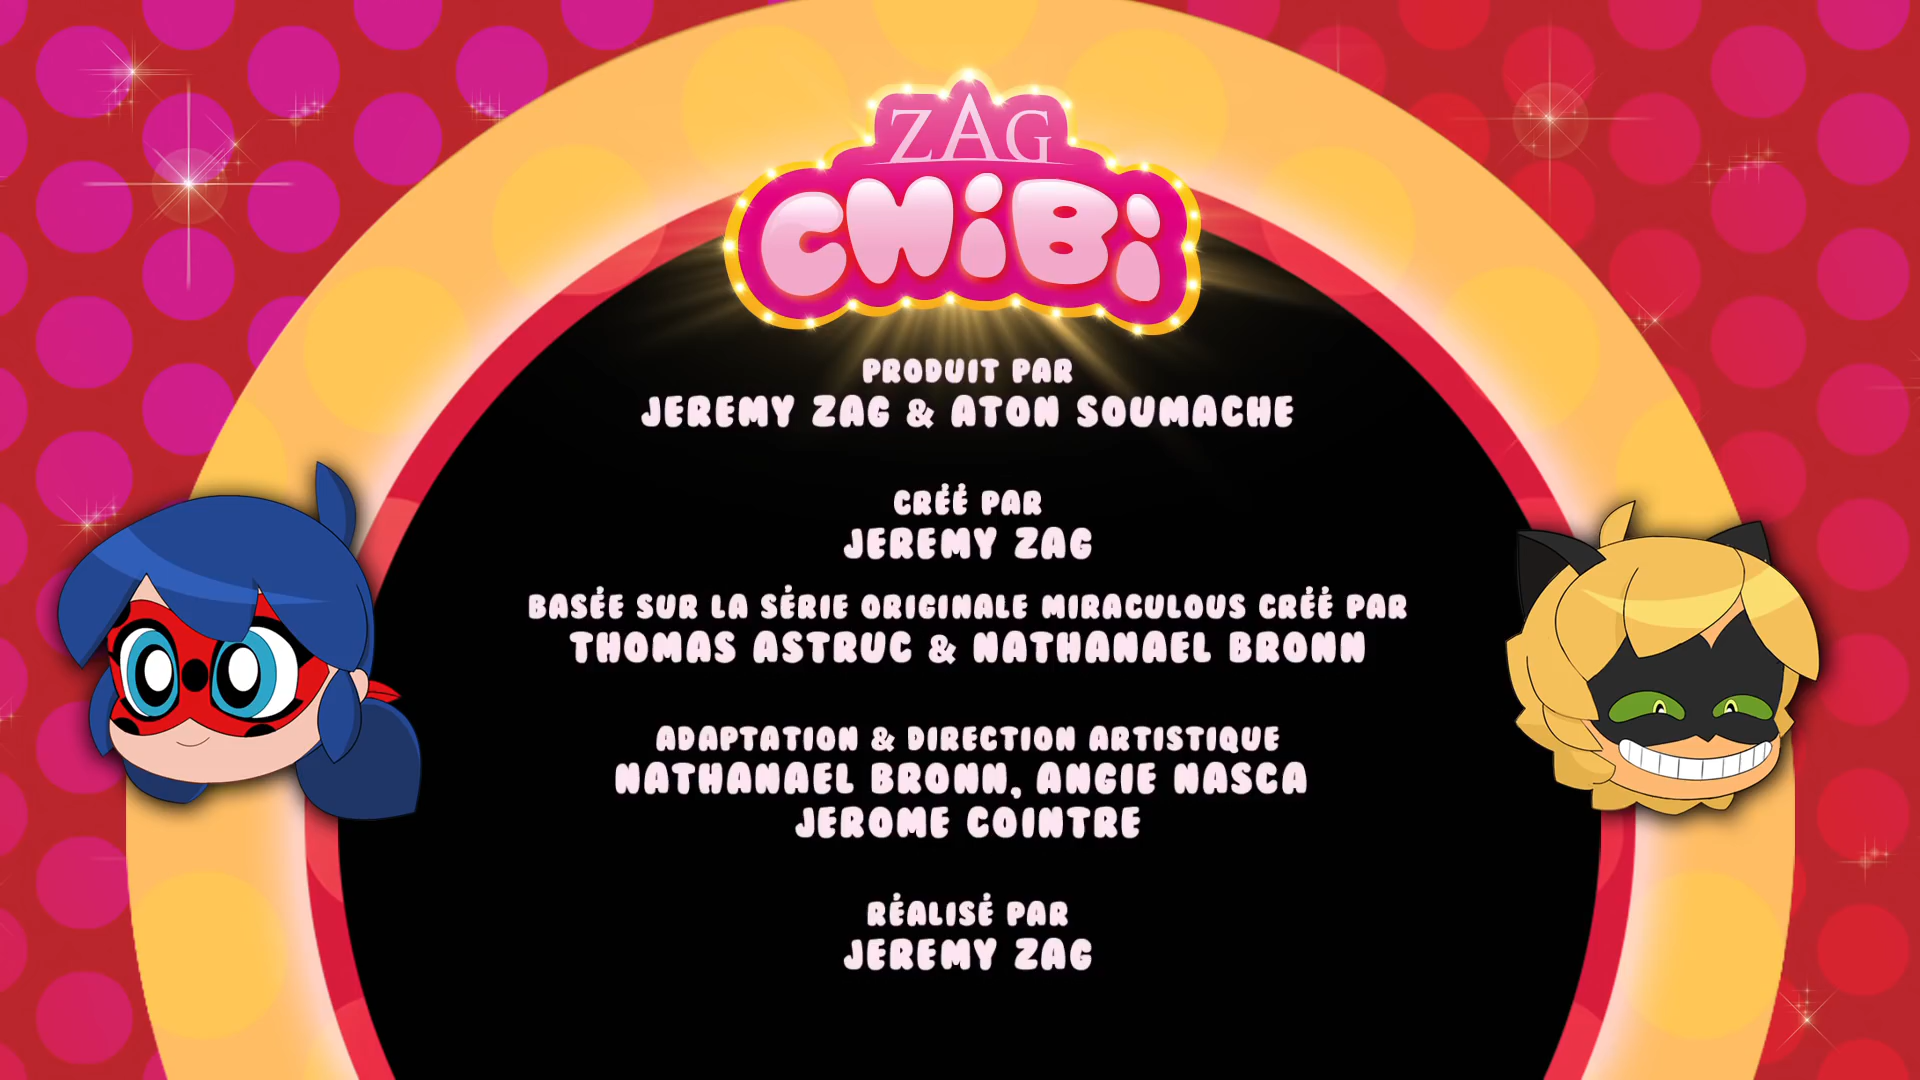 ZAG
CHiBi
PRODUIT PAR
JEREMY ZAG & ATON SOUMACHE
CRÉÉ PAR
JEREMY ZAG
BASÉE SUR LA SÉRIE ORIGINALE MIRACULOUS CRÉÉ PAR
THOMAS ASTRUC & NATHANAEL BRONN
ADAPTATION & DIRECTION ARTISTIQUE
NATHANAEL BRONN, ANGIE NASCA
JEROME COINTRE
RÉALISÉ PAR
JEREMY ZAG